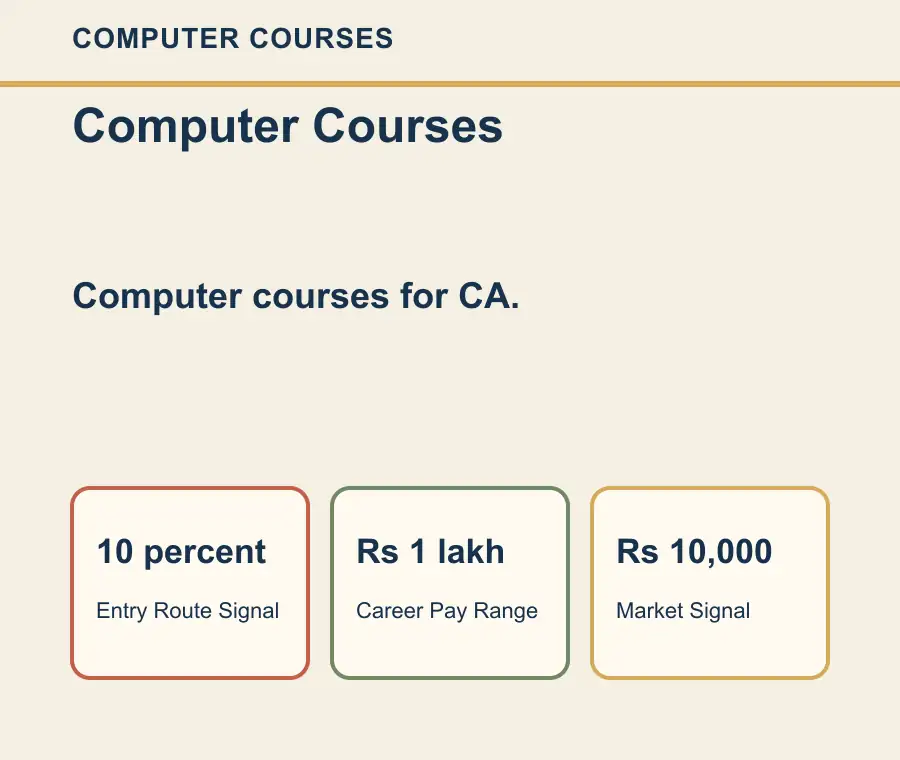 COMPUTER COURSES
Computer Courses
Computer courses for CA.
10 percent
Entry Route Signal
Rs 1 lakh
Career Pay Range
Rs 10,000
Market Signal